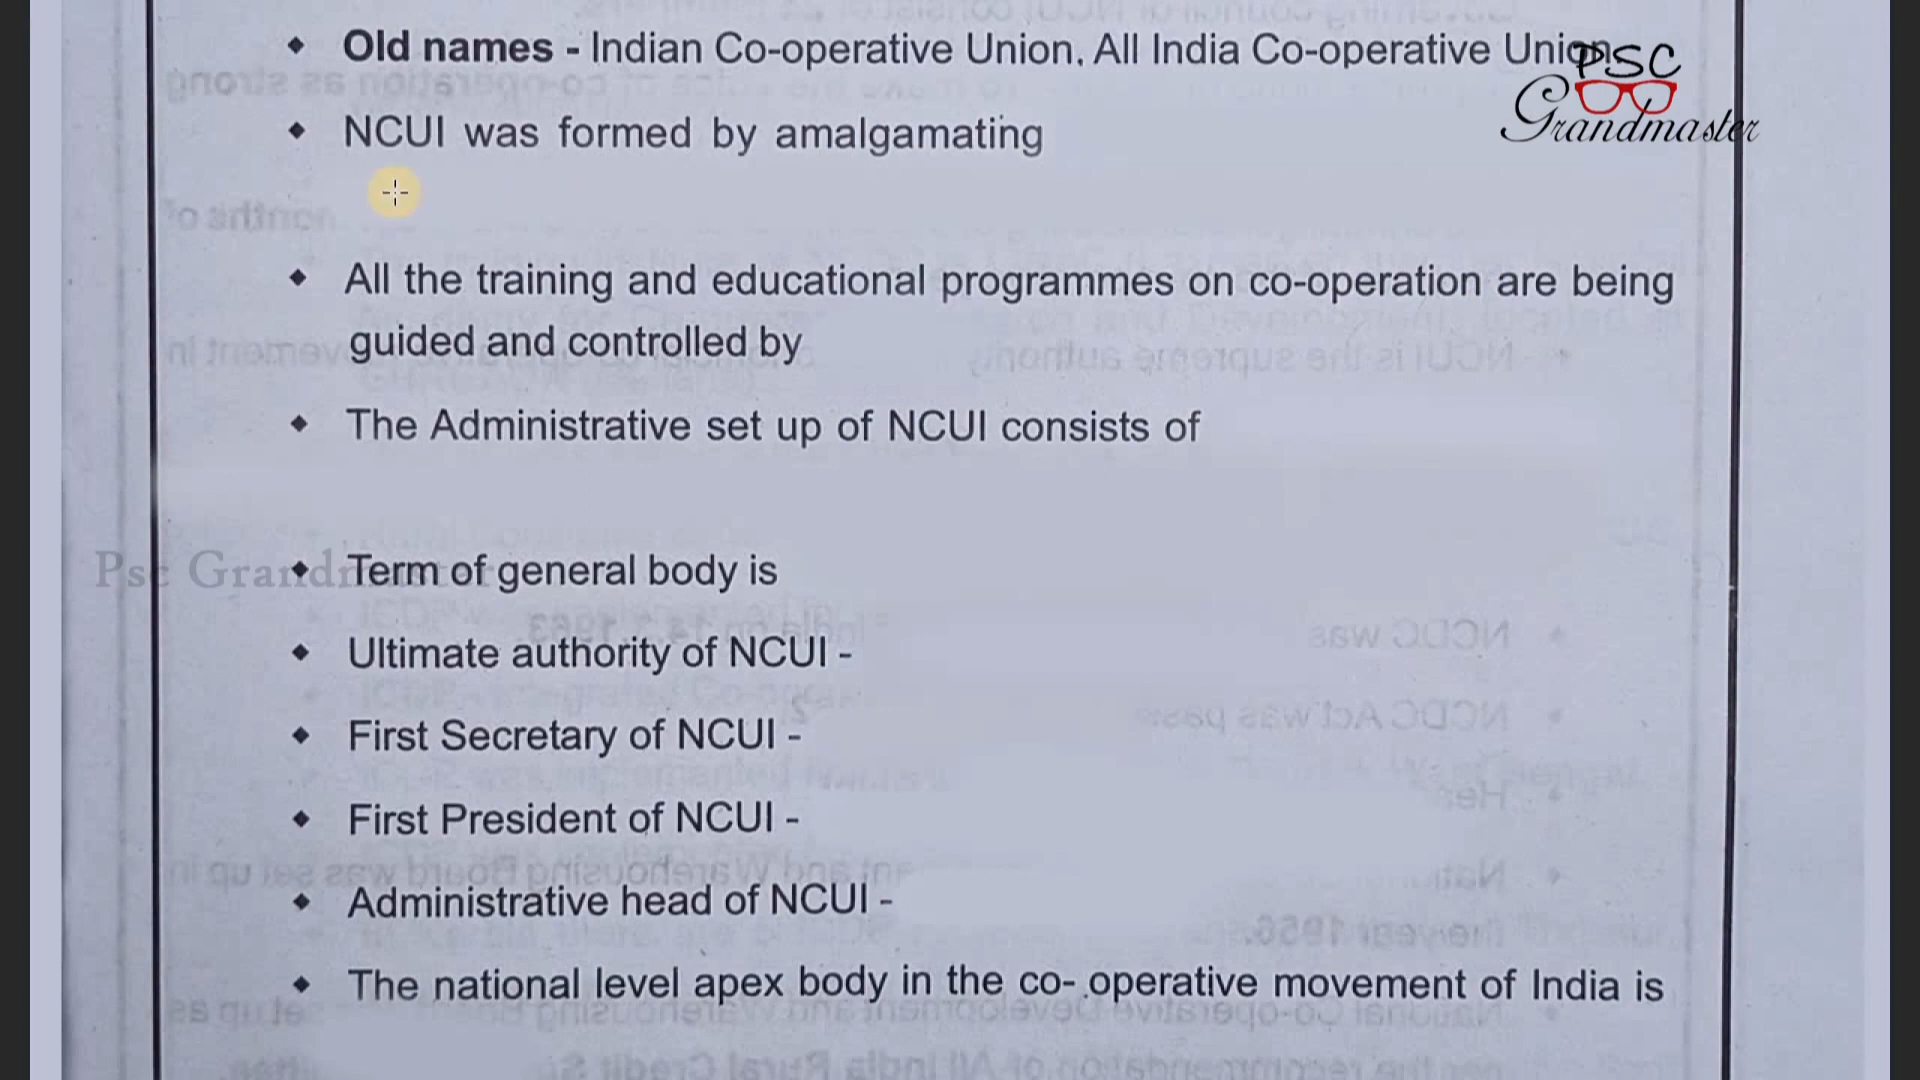 Old names - Indian Co-operative Union. All India Co-operative Union
PSC
Grandmaster
NCUI was formed by amalgamating
All the training and educational programmes on co-operation are being
guided and controlled by
The Administrative set up of NCUI consists of
Psc Grandmaster
Term of general body is
Ultimate authority of NCUI -
First Secretary of NCUI -
First President of NCUI -
Administrative head of NCUI -
The national level apex body in the co- operative movement of India is